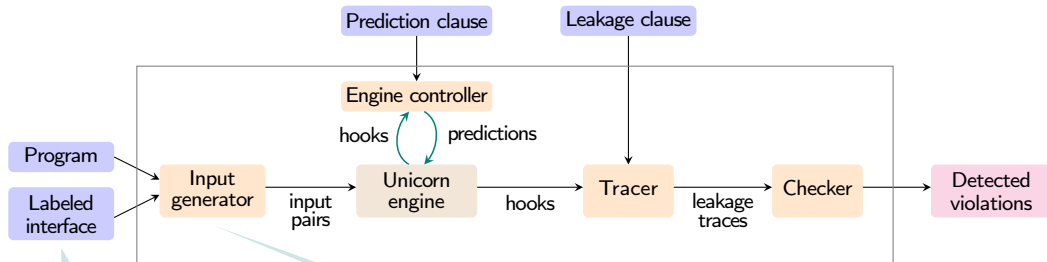 Prediction clause
Leakage clause
Engine controller
hooks
predictions
Program
Labeled
interface
Input
generator
input
pairs
Unicorn
engine
hooks
Tracer
leakage
traces
Checker
Detected
violations